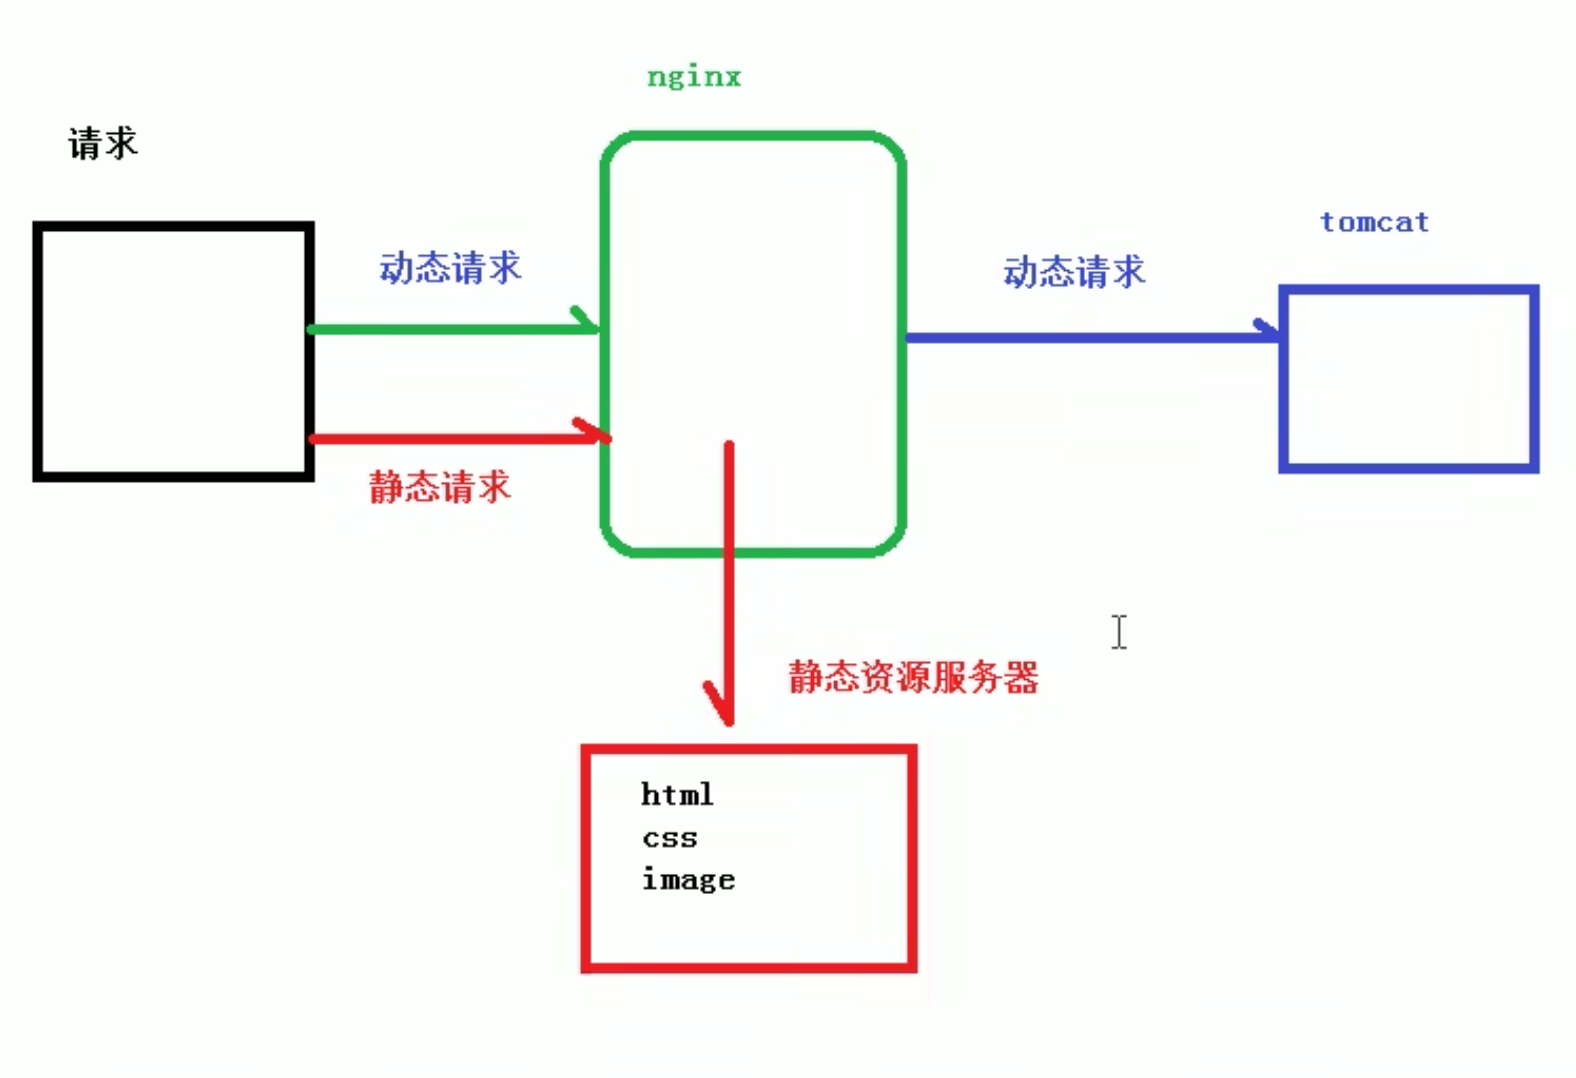 nginx
请求
tomcat
动态请求
动态请求
静态请求
静态资源服务器
html
css
image